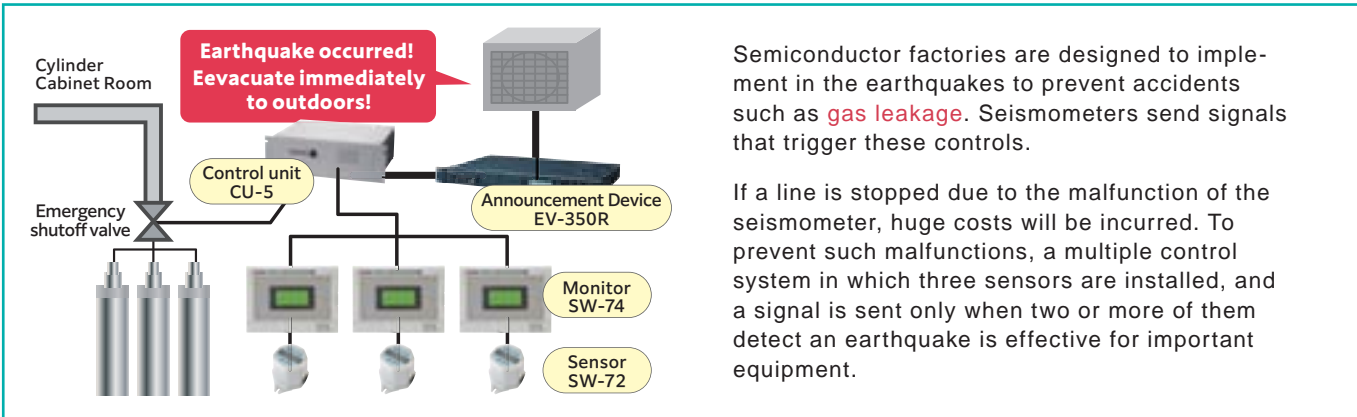 Cylinder
Cabinet Room
Earthquake occurred!
Eevacuate immediately
to outdoors!
Control unit
CU-5
Announcement Device
EV-350R
Emergency
shutoff valve
Monitor
SW-74
Sensor
SW-72
Semiconductor factories are designed to imple-
ment in the earthquakes to prevent accidents
such as gas leakage. Seismometers send signals
that trigger these controls.
If a line is stopped due to the malfunction of the
seismometer, huge costs will be incurred. To
prevent such malfunctions, a multiple control
system in which three sensors are installed, and
a signal is sent only when two or more of them
detect an earthquake is effective for important
equipment.